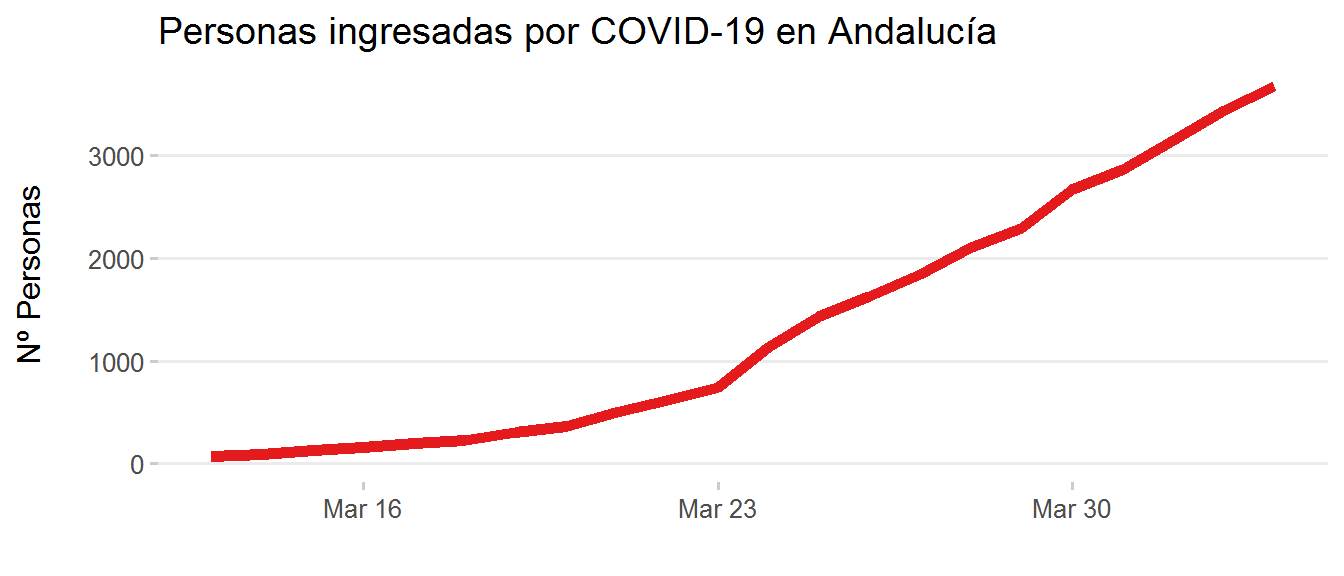 Personas ingresadas por COVID-19 en Andalucía
Nº Personas
3000
2000
1000
0
Mar 16
Mar 23
Mar 30